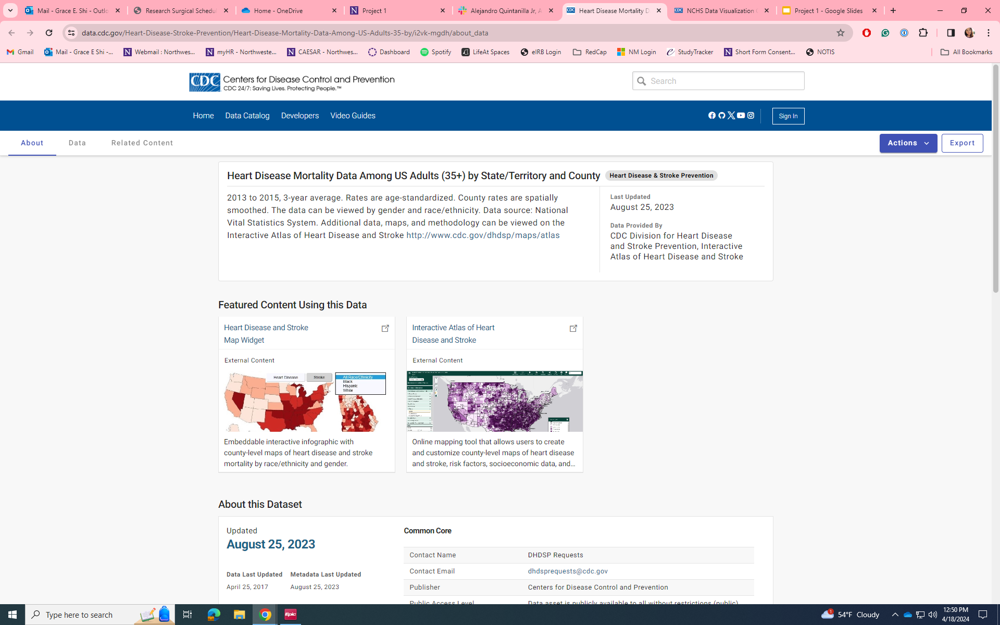 Mail - Grace E. Shi - Outlo
Research Surgical Schedul
Home - OneDrive
Project 1
Alejandro Quintanilla Jr, A
Heart Disease Mortality D
NCHS Data Visualization
Project 1 - Google Slides
data.cdc.gov/Heart-Disease-Stroke-Prevention/Heart-Disease-Mortality-Data-Among-US-Adults-35-by/i2vk-mgdh/about_data
Gmail
Mail - Grace E Shi -...
Webmail : Northwes...
myHR - Northweste...
CAESAR - Northwes...
Dashboard
Spotify
LifeAt Spaces
eIRB Login
RedCap
NM Login
StudyTracker
Short Form Consent...
NOTIS
All Bookmarks
CDC Centers for Disease Control and Prevention
CDC 24/7: Saving Lives. Protecting People.™
Search
Home
Data Catalog
Developers
Video Guides
Sign In
About
Data
Related Content
Actions
Export
Heart Disease Mortality Data Among US Adults (35+) by State/Territory and County
Heart Disease & Stroke Prevention
2013 to 2015, 3-year average. Rates are age-standardized. County rates are spatially
smoothed. The data can be viewed by gender and race/ethnicity. Data source: National
Vital Statistics System. Additional data, maps, and methodology can be viewed on the
Interactive Atlas of Heart Disease and Stroke http://www.cdc.gov/dhdsp/maps/atlas
Last Updated
August 25, 2023
Data Provided By
CDC Division for Heart Disease
and Stroke Prevention, Interactive
Atlas of Heart Disease and Stroke
Featured Content Using this Data
Heart Disease and Stroke
Map Widget
External Content
Heart Disease
Stroke
All Race/Ethnicity
Black
Hispanic
White
Embeddable interactive infographic with
county-level maps of heart disease and stroke
mortality by race/ethnicity and gender.
Interactive Atlas of Heart
Disease and Stroke
External Content
Online mapping tool that allows users to create
and customize county-level maps of heart disease
and stroke, risk factors, socioeconomic data, and...
About this Dataset
Updated
August 25, 2023
Data Last Updated
April 25, 2017
Metadata Last Updated
August 25, 2023
Common Core
Contact Name DHDSP Requests
Contact Email dhdsprequests@cdc.gov
Publisher Centers for Disease Control and Prevention
Public Access Level Data asset is publicly available to all without restrictions (public)
Type here to search
Epic
1
54°F Cloudy
12:50 PM
4/18/2024